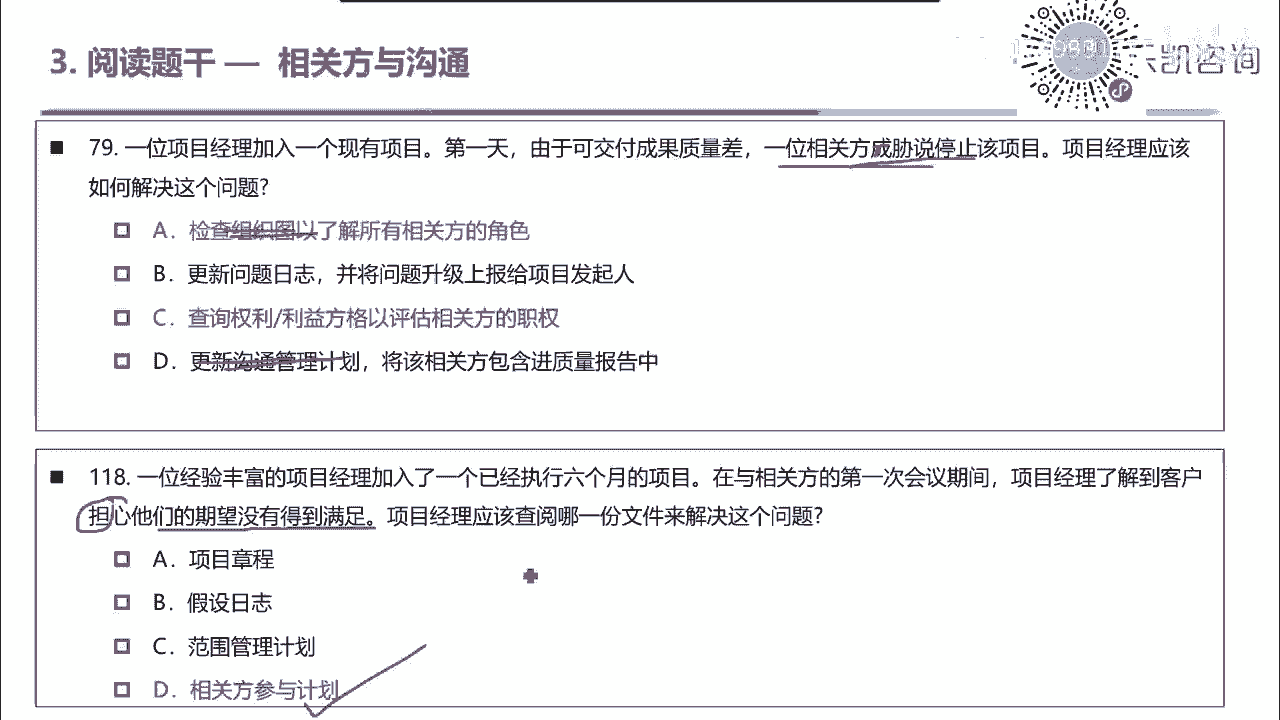 3. 阅读题干 — 相关方与沟通
凯咨询
79. 一位项目经理加入一个现有项目。第一天，由于可交付成果质量差，一位相关方威胁说停止该项目。项目经理应该
如何解决这个问题?
A. 检查组织图以了解所有相关方的角色
B. 更新问题日志，并将问题升级上报给项目发起人
C. 查询权利/利益方格以评估相关方的职权
D. 更新沟通管理计划，将该相关方包含进质量报告中
118. 一位经验丰富的项目经理加入了一个已经执行六个月的项目。在与相关方的第一次会议期间，项目经理了解到客户
担心他们的期望没有得到满足。项目经理应该查阅哪一份文件来解决这个问题?
A. 项目章程
B. 假设日志
C. 范围管理计划
D. 相关方参与计划